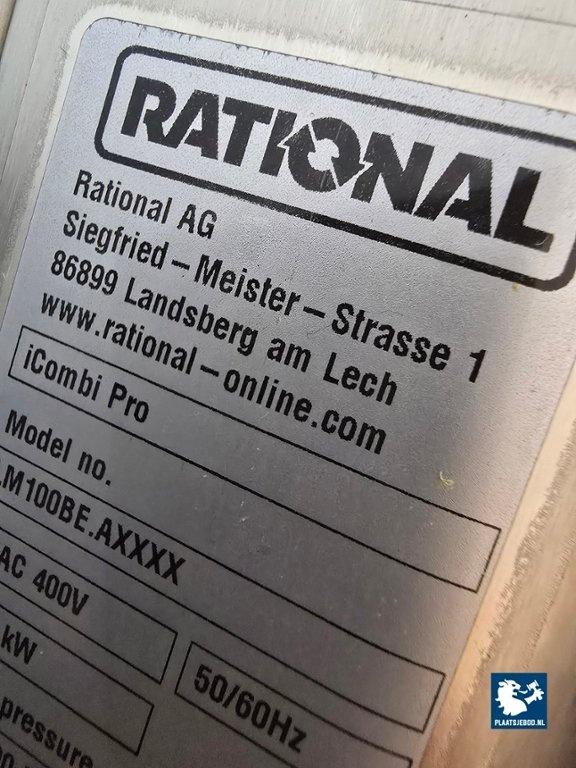 RATIONAL
Rational AG
Siegfried – Meister – Strasse 1
86899 Landsberg am Lech
www.rational – online.com
iCombi Pro
Model no.
.M100BE.AXXXX
AC 400V
50/60Hz
kW
pressure
PLAATSJEBOD.NL